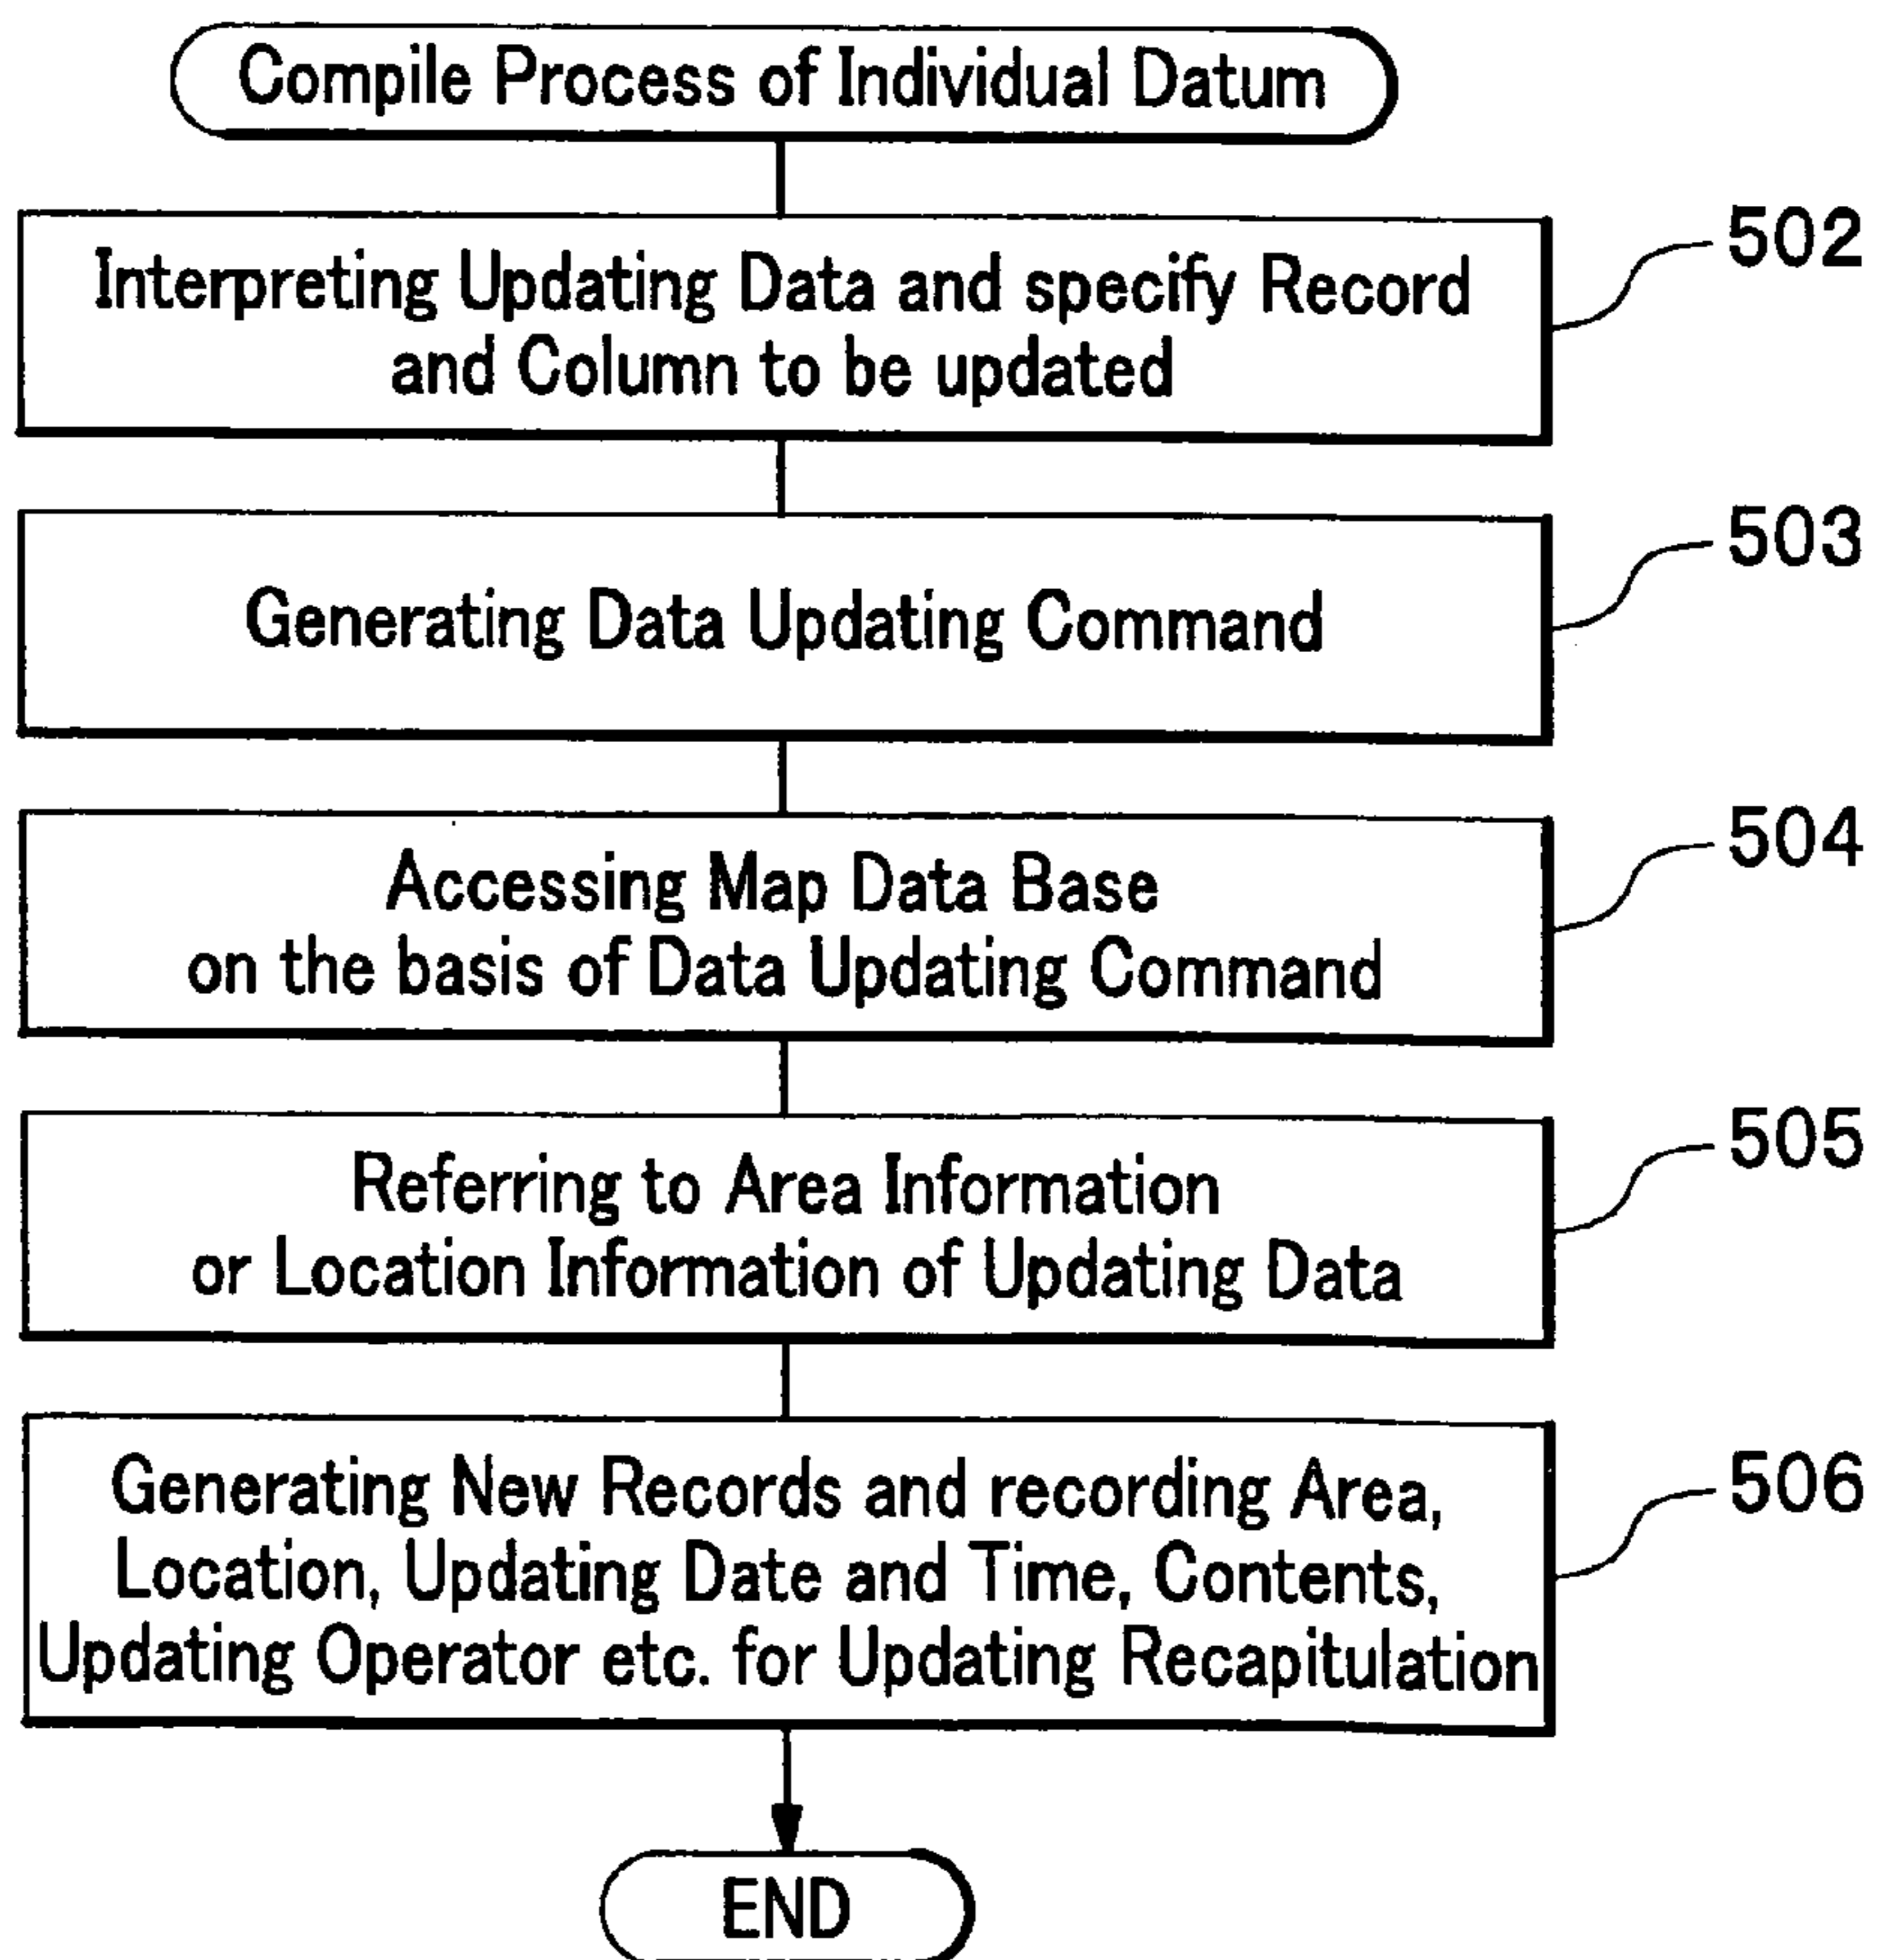 Compile Process of Individual Datum
Interpreting Updating Data and specify Record
and Column to be updated
502
Generating Data Updating Command
503
Accessing Map Data Base
on the basis of Data Updating Command
504
Referring to Area Information
or Location Information of Updating Data
505
Generating New Records and recording Area,
Location, Updating Date and Time, Contents,
Updating Operator etc. for Updating Recapitulation
506
END